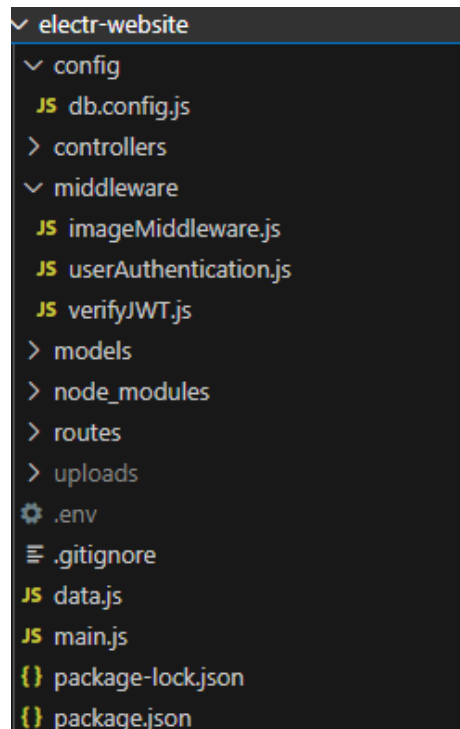 electr-website
config
JS db.config.js
controllers
middleware
JS imageMiddleware.js
JS userAuthentication.js
JS verifyJWT.js
models
node_modules
routes
uploads
.env
.gitignore
JS data.js
JS main.js
{} package-lock.json
{} package.json